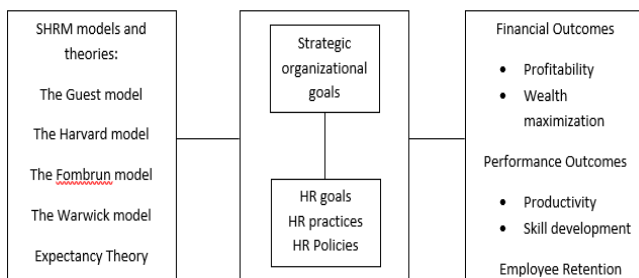 SHRM models and
theories:
The Guest model
The Harvard model
The Fombrun model
The Warwick model
Expectancy Theory
Strategic
organizational
goals
HR goals
HR practices
HR Policies
Financial Outcomes
• Profitability
• Wealth
maximization
Performance Outcomes
• Productivity
• Skill development
Employee Retention